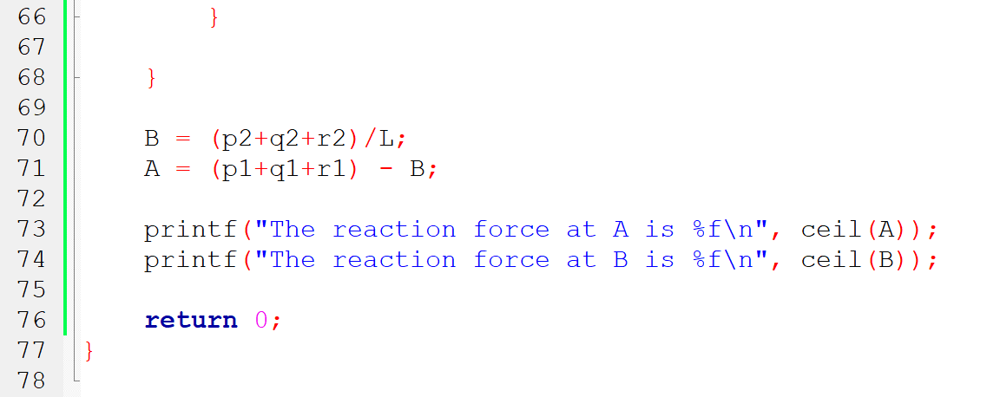 66 }
67
68 }
69
70 B = (p2+q2+r2)/L;
71 A = (p1+q1+r1) - B;
72
73 printf("The reaction force at A is %f\n", ceil(A));
74 printf("The reaction force at B is %f\n", ceil(B));
75
76 return 0;
77 }
78